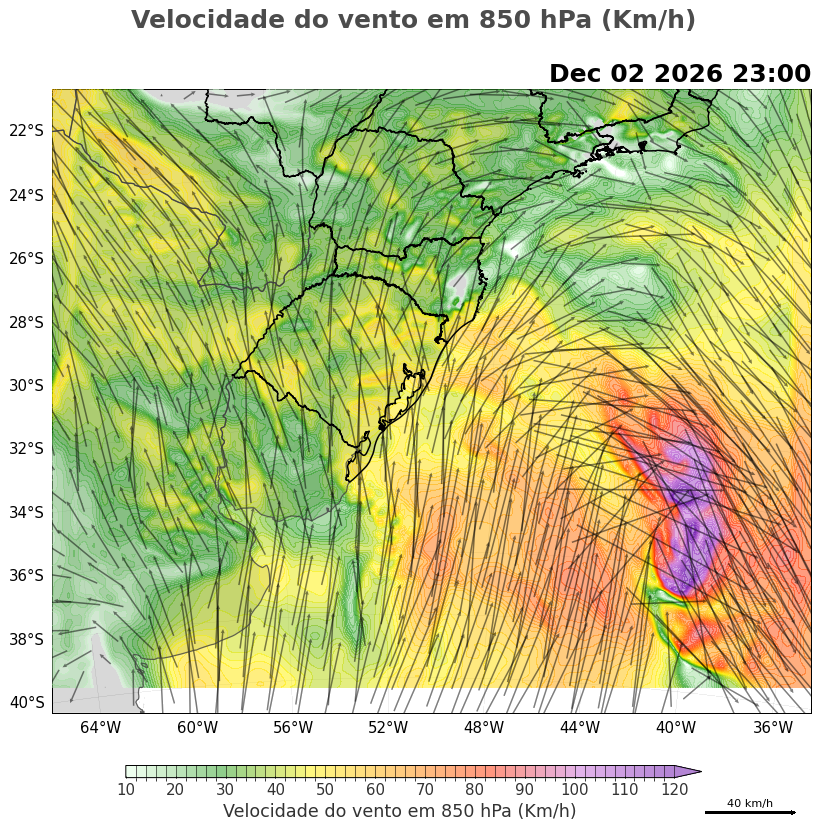 Velocidade do vento em 850 hPa (Km/h)
Dec 02 2026 23:00
22°S
24°S
26°S
28°S
30°S
32°S
34°S
36°S
38°S
40°S
64°W 60°W 56°W 52°W 48°W 44°W 40°W 36°W
10 20 30 40 50 60 70 80 90 100 110 120
Velocidade do vento em 850 hPa (Km/h)
40 km/h